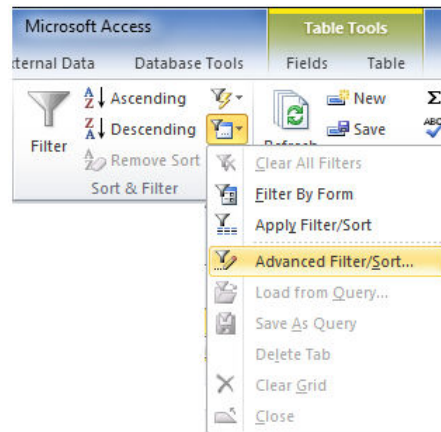 Microsoft Access
Table Tools
ternal Data Database Tools Fields Table
Ascending
New
Descending
Save
Filter
Remove Sort
Refresh
Sort & Filter
Clear All Filters
Filter By Form
Apply Filter/Sort
Advanced Filter/Sort...
Load from Query...
Save As Query
Delete Tab
Clear Grid
Close